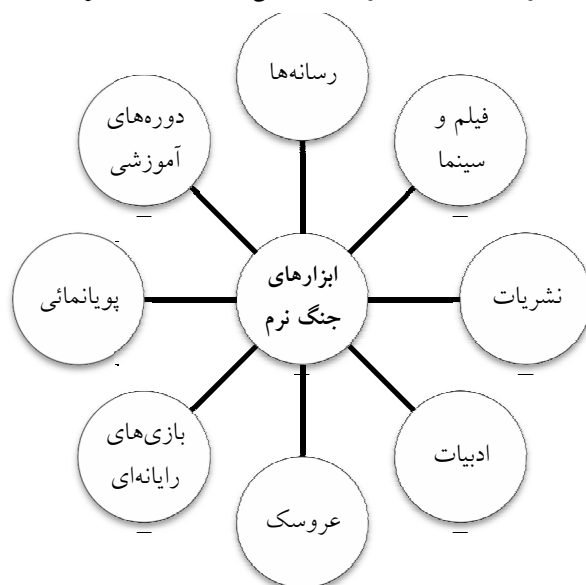 رسانه‌ها
فیلم و
سینما
نشریات
ادبیات
عروسک
بازی‌های
رایانه‌ای
پویانمائی
دوره‌های
آموزشی
ابزارهای
جنگ نرم